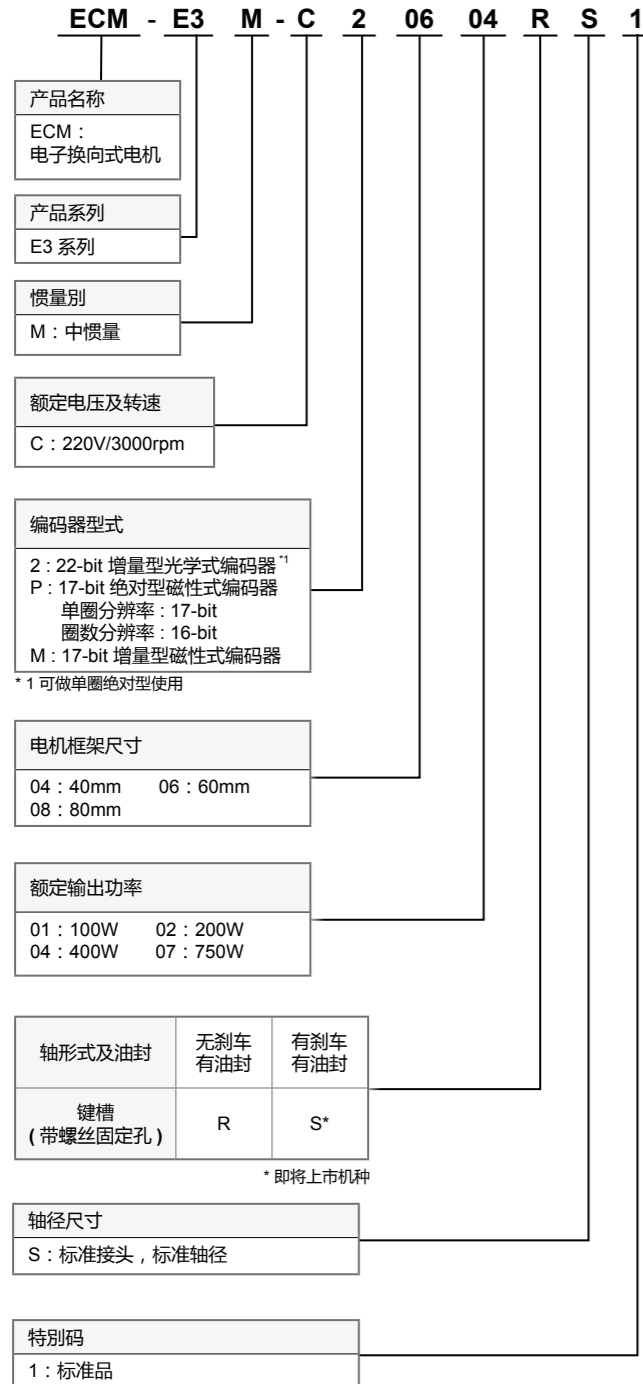 ECM - E3 M - C 2 06 04 R S 1
产品名称
ECM：
电子换向式电机
产品系列
E3 系列
惯量別
M：中惯量
额定电压及转速
C：220V/3000rpm
编码器型式
2 : 22-bit 增量型光学式编码器 *1
P : 17-bit 绝对型磁性式编码器
单圈分辨率 : 17-bit
圈数分辨率 : 16-bit
M : 17-bit 增量型磁性式编码器
* 1 可做单圈绝对型使用
电机框架尺寸
04：40mm 06：60mm
08：80mm
额定输出功率
01：100W 02：200W
04：400W 07：750W
轴形式及油封 无刹车 有刹车
有油封 有油封
键槽
( 带螺丝固定孔 ) R S*
* 即将上市机种
轴径尺寸
S：标准接头，标准轴径
特別码
1：标准品